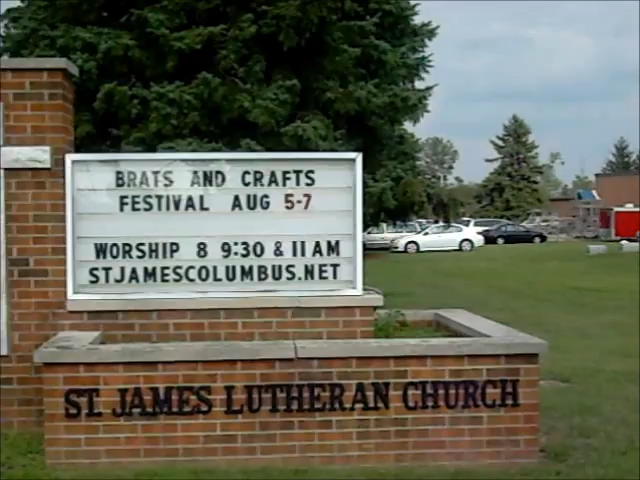 BRATS AND CRAFTS
FESTIVAL AUG 5-7
WORSHIP 8 9:30 & 11 AM
STJAMESCOLUMBUS.NET
ST. JAMES LUTHERAN CHURCH